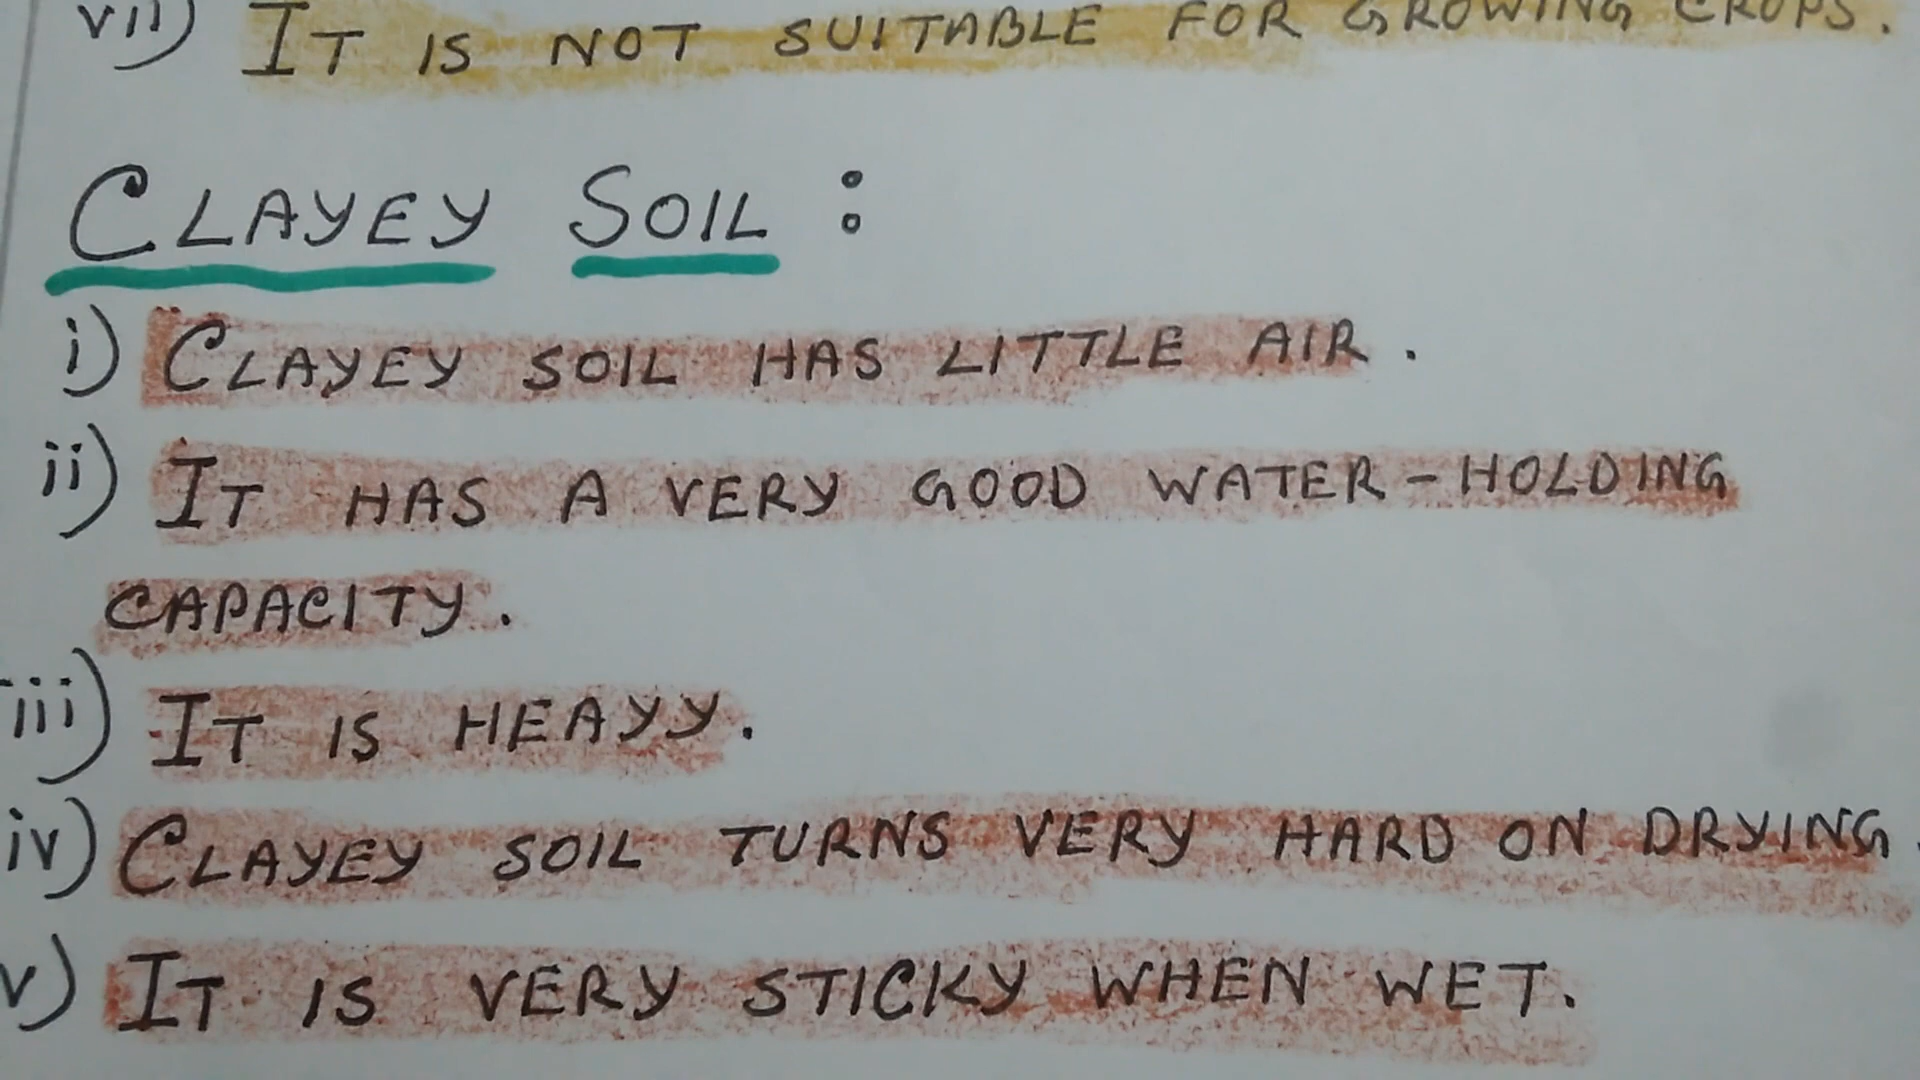 vii) IT IS NOT SUITABLE FOR GROWING CROPS.
CLAYEY SOIL :
i) CLAYEY SOIL HAS LITTLE AIR.
ii) IT HAS A VERY GOOD WATER-HOLDING
CAPACITY.
iii) IT IS HEAVY.
iv) CLAYEY SOIL TURNS VERY HARD ON DRYING.
v) IT IS VERY STICKY WHEN WET.